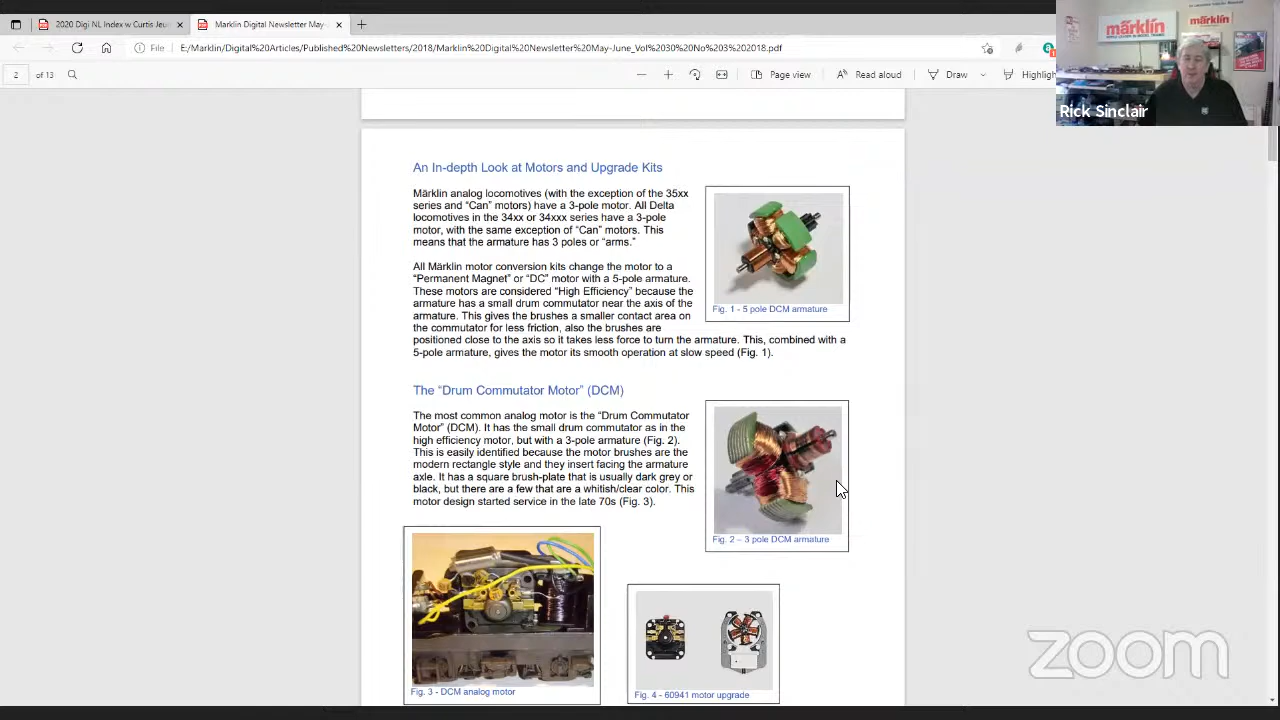 2020 Digi NL Index w Curtis Jeu
Märklin Digital Newsletter May-
File
E:/Marklin/Digital%20Articles/Published%20Newsletters/2018/Marklin%20Digital%20Newsletter%20May-June_Vol%2030%20No%203%202018.pdf
2 of 13
Page view
Read aloud
Draw
Highligh
märklin
märklin
Rick Sinclair
An In-depth Look at Motors and Upgrade Kits
Märklin analog locomotives (with the exception of the 35xx
series and “Can” motors) have a 3-pole motor. All Delta
locomotives in the 34xx or 34xxx series have a 3-pole
motor, with the same exception of “Can” motors. This
means that the armature has 3 poles or “arms.”
All Märklin motor conversion kits change the motor to a
“Permanent Magnet” or “DC” motor with a 5-pole armature.
These motors are considered “High Efficiency” because the
armature has a small drum commutator near the axis of the
armature. This gives the brushes a smaller contact area on
the commutator for less friction, also the brushes are
positioned close to the axis so it takes less force to turn the armature. This, combined with a
5-pole armature, gives the motor its smooth operation at slow speed (Fig. 1).
Fig. 1 - 5 pole DCM armature
The “Drum Commutator Motor” (DCM)
The most common analog motor is the “Drum Commutator
Motor” (DCM). It has the small drum commutator as in the
high efficiency motor, but with a 3-pole armature (Fig. 2).
This is easily identified because the motor brushes are the
modern rectangle style and they insert facing the armature
axle. It has a square brush-plate that is usually dark grey or
black, but there are a few that are a whitish/clear color. This
motor design started service in the late 70s (Fig. 3).
Fig. 2 – 3 pole DCM armature
Fig. 3 - DCM analog motor
Fig. 4 - 60941 motor upgrade
zoom